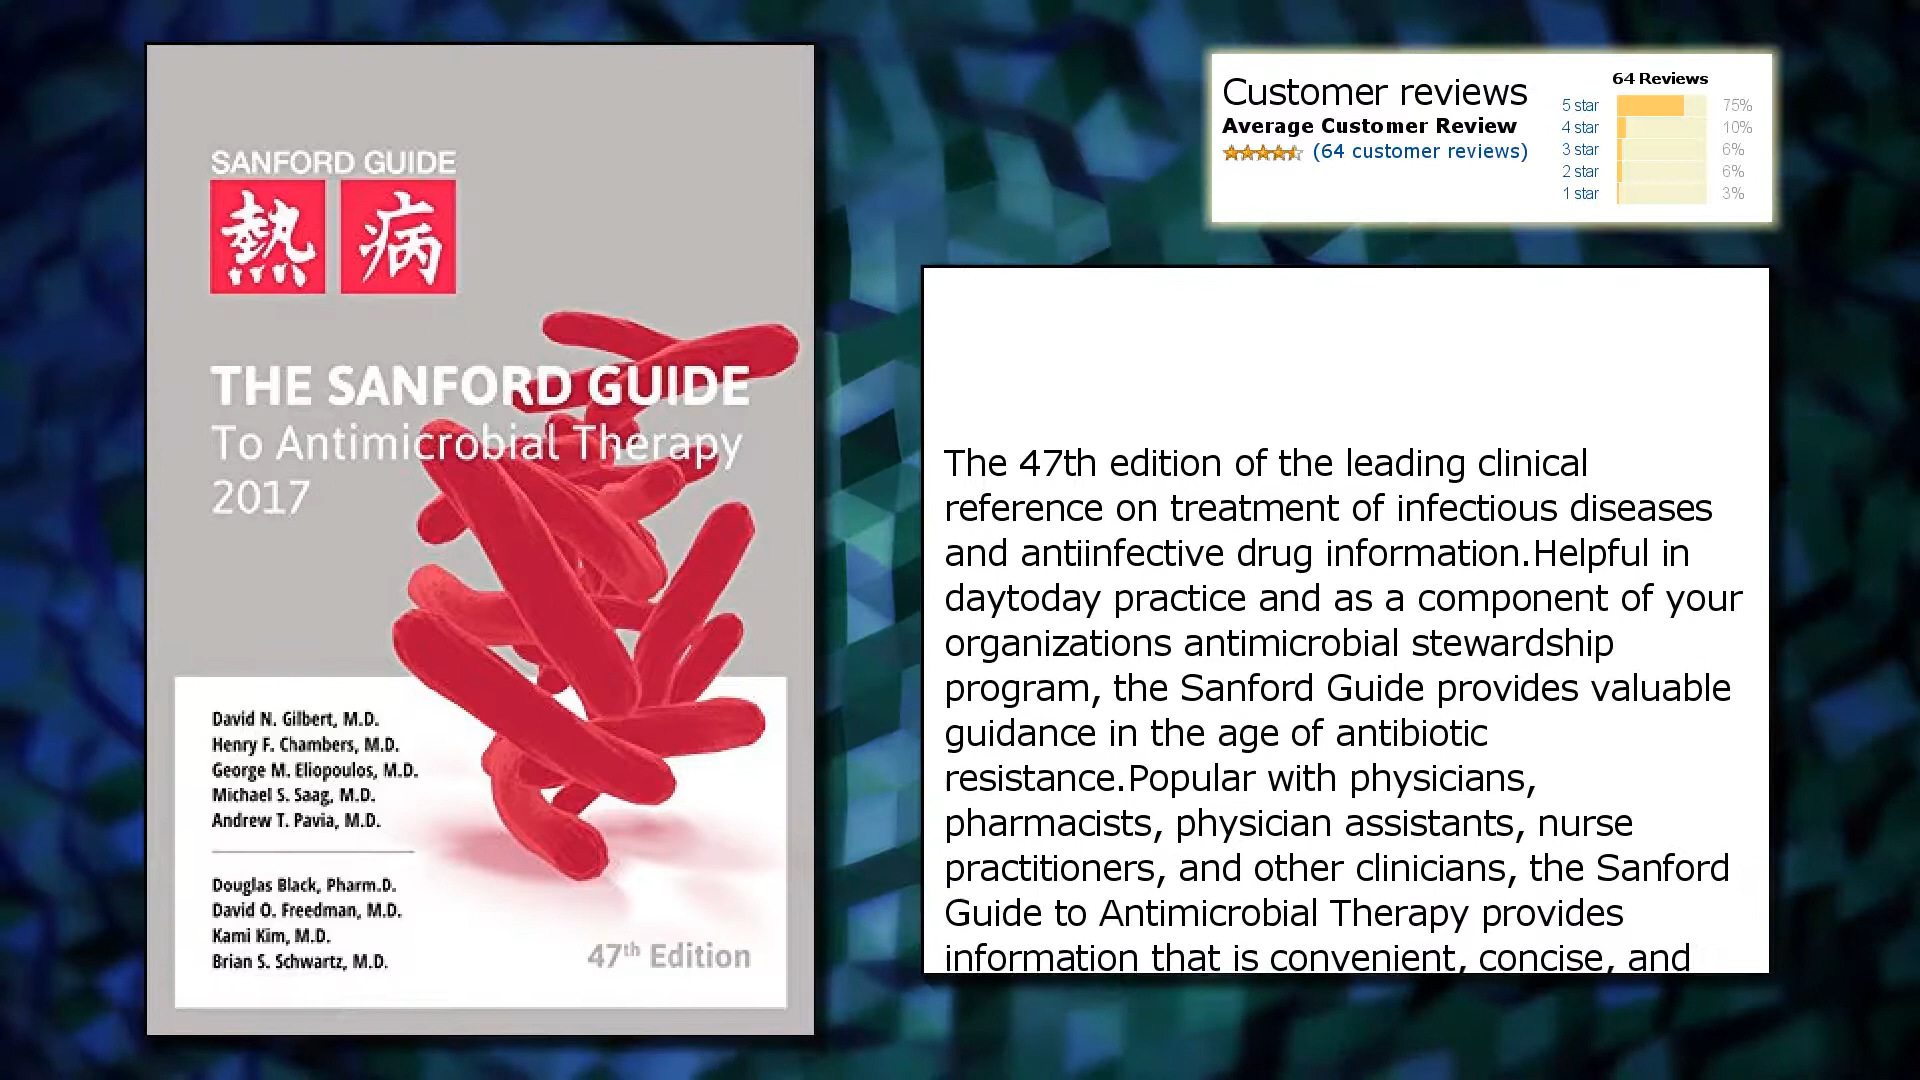 SANFORD GUIDE
熱 病
THE SANFORD GUIDE
To Antimicrobial Therapy
2017
David N. Gilbert, M.D.
Henry F. Chambers, M.D.
George M. Eliopoulos, M.D.
Michael S. Saag, M.D.
Andrew T. Pavia, M.D.
Douglas Black, Pharm.D.
David O. Freedman, M.D.
Kami Kim, M.D.
Brian S. Schwartz, M.D.
47th Edition
Customer reviews
Average Customer Review
(64 customer reviews)
64 Reviews
5 star 75%
4 star 10%
3 star 6%
2 star 6%
1 star 3%
The 47th edition of the leading clinical
reference on treatment of infectious diseases
and antiinfective drug information.Helpful in
daytoday practice and as a component of your
organizations antimicrobial stewardship
program, the Sanford Guide provides valuable
guidance in the age of antibiotic
resistance.Popular with physicians,
pharmacists, physician assistants, nurse
practitioners, and other clinicians, the Sanford
Guide to Antimicrobial Therapy provides
information that is convenient, concise, and